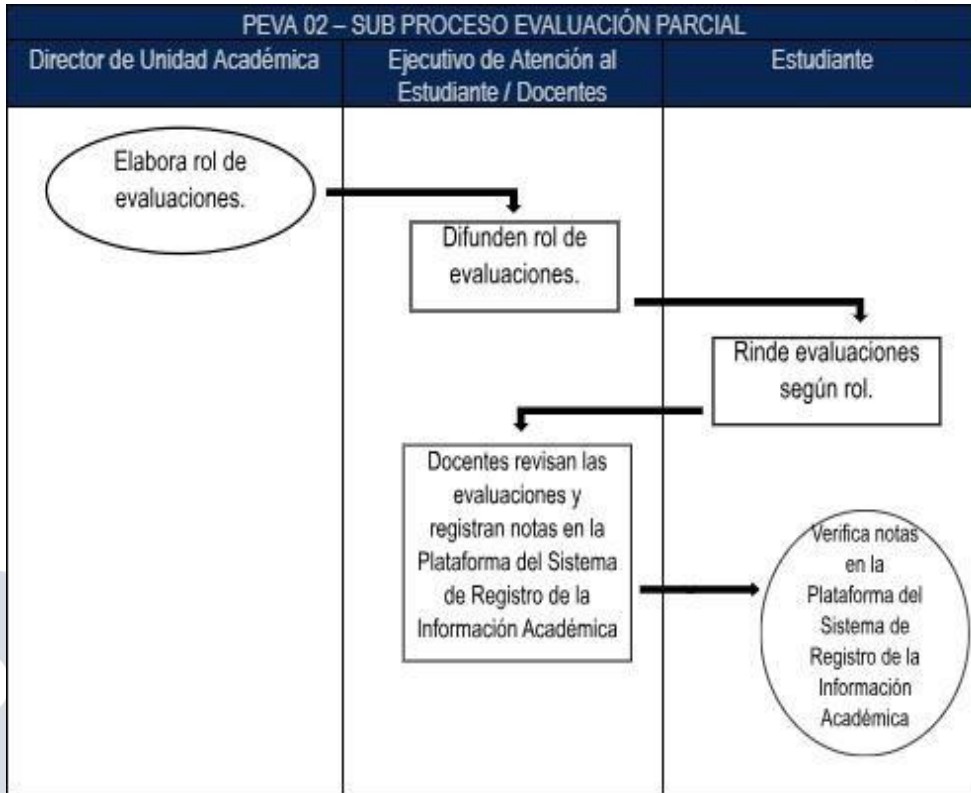 PEVA 02 – SUB PROCESO EVALUACIÓN PARCIAL
Director de Unidad Académica
Ejecutivo de Atención al
Estudiante / Docentes
Estudiante
Elabora rol de
evaluaciones.
Difunden rol de
evaluaciones.
Rinde evaluaciones
según rol.
Docentes revisan las
evaluaciones y
registran notas en la
Plataforma del Sistema
de Registro de la
Información Académica
Verifica notas
en la
Plataforma del
Sistema de
Registro de la
Información
Académica